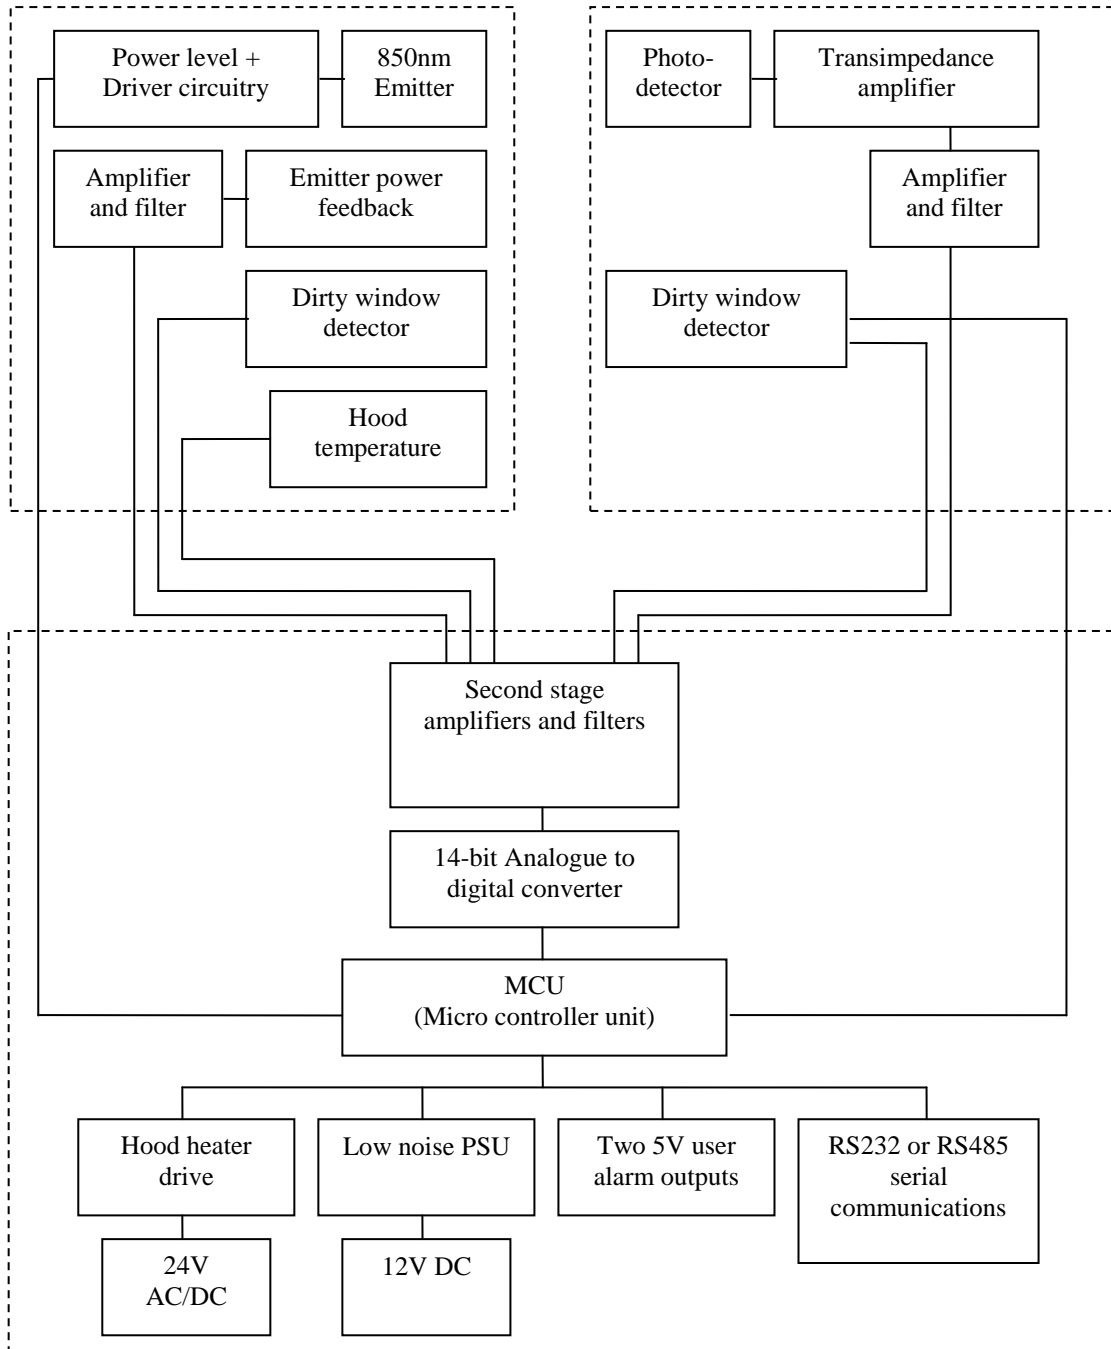 Power level +
Driver circuitry
850nm
Emitter
Photo-
detector
Transimpedance
amplifier
Amplifier
and filter
Emitter power
feedback
Amplifier
and filter
Dirty window
detector
Dirty window
detector
Hood
temperature
Second stage
amplifiers and filters
14-bit Analogue to
digital converter
MCU
(Micro controller unit)
Hood heater
drive
Low noise PSU
Two 5V user
alarm outputs
RS232 or RS485
serial
communications
24V
AC/DC
12V DC